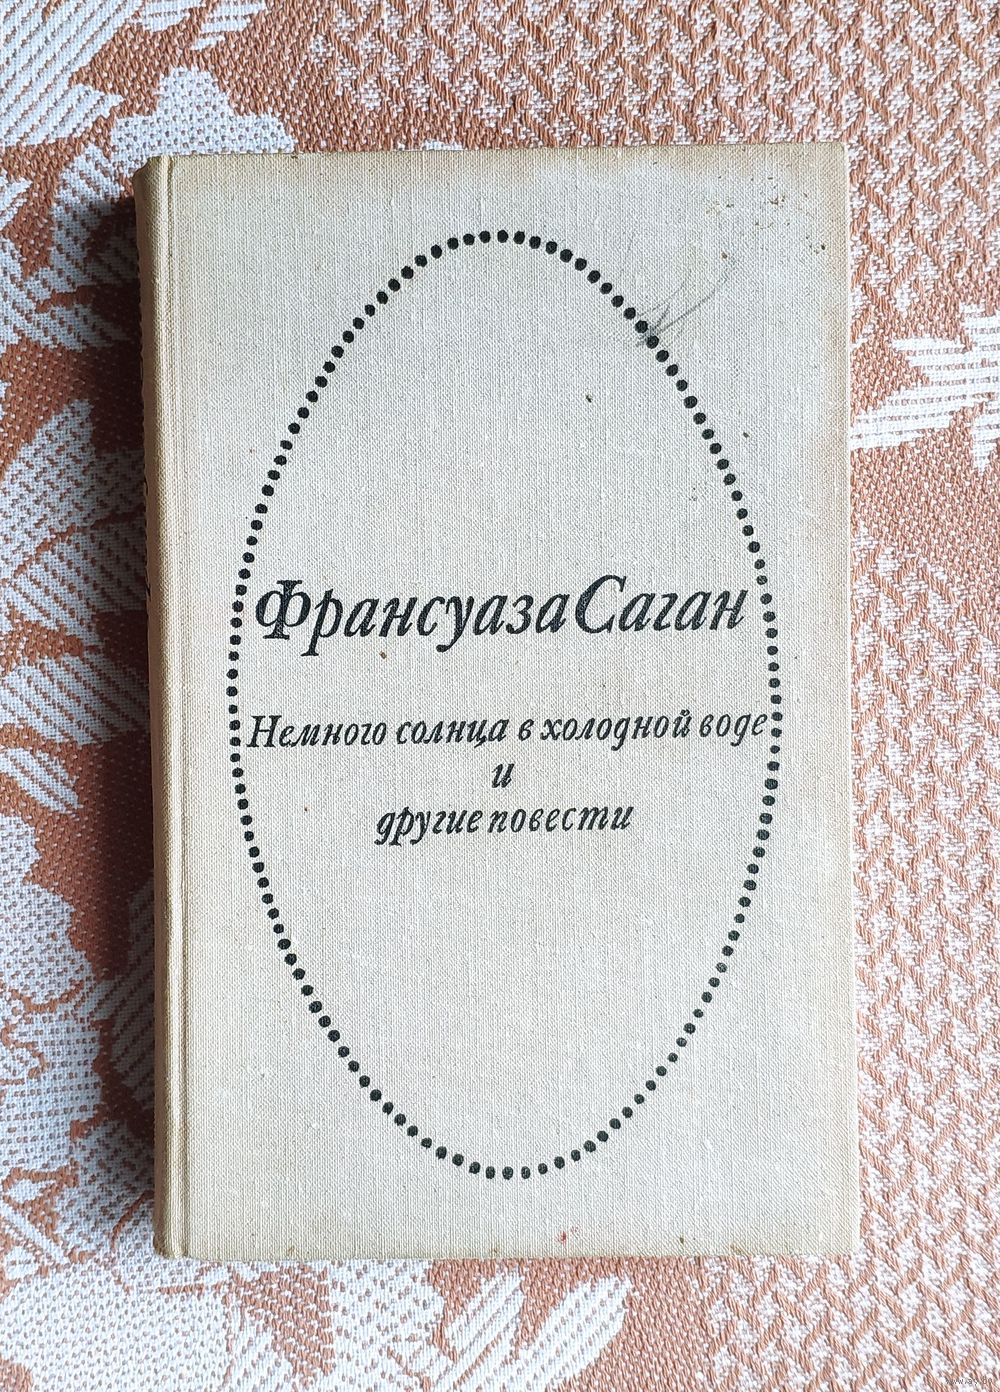 Франсуаза Саган
Немного солнца в холодной воде
и
другие повести